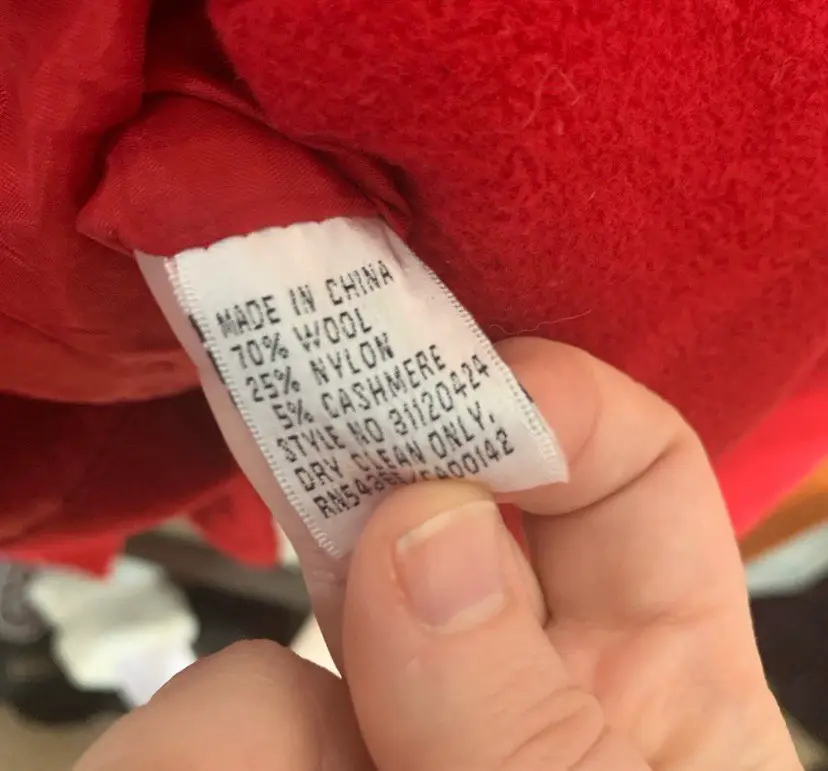 MADE IN CHINA
70% WOOL
25% NYLON
5% CASHMERE
STYLE NO 31120424
DRY CLEAN ONLY.